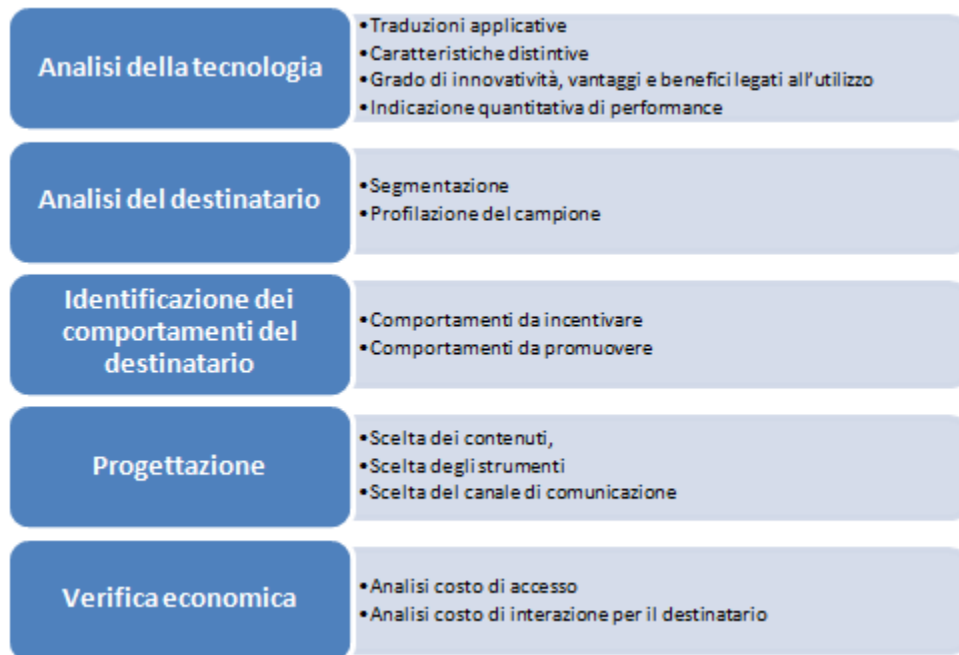 Analisi della tecnologia
•Traduzioni applicative
•Caratteristiche distintive
•Grado di innovatività, vantaggi e benefici legati all'utilizzo
•Indicazione quantitativa di performance
Analisi del destinatario
•Segmentazione
•Profilazione del campione
Identificazione dei
comportamenti del
destinatario
•Comportamenti da incentivare
•Comportamenti da promuovere
Progettazione
•Scelta dei contenuti,
•Scelta degli strumenti
•Scelta del canale di comunicazione
Verifica economica
•Analisi costo di accesso
•Analisi costo di interazione per il destinatario